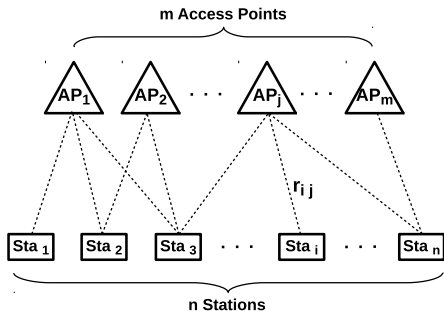 m Access Points
AP1 AP2 . . . APj . . . APm
ri j
Sta 1 Sta 2 Sta 3 . . . Sta i . . . Sta n
n Stations